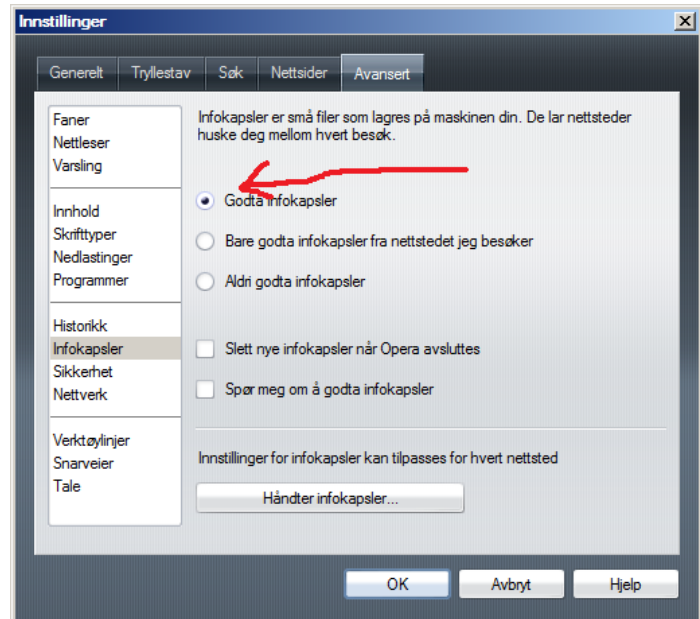 Innstillinger
Generelt Tryllestav Søk Nettsider Avansert
Faner
Nettleser
Varsling
Innhold
Skrifttyper
Nedlastinger
Programmer
Historikk
Infokapsler
Sikkerhet
Nettverk
Verktøylinjer
Snarveier
Tale
Infokapsler er små filer som lagres på maskinen din. De lar nettsteder
huske deg mellom hvert besøk.
Godta infokapsler
Bare godta infokapsler fra nettstedet jeg besøker
Aldri godta infokapsler
Slett nye infokapsler når Opera avsluttes
Spør meg om å godta infokapsler
Innstillinger for infokapsler kan tilpasses for hvert nettsted
Håndter infokapsler...
OK Avbryt Hjelp